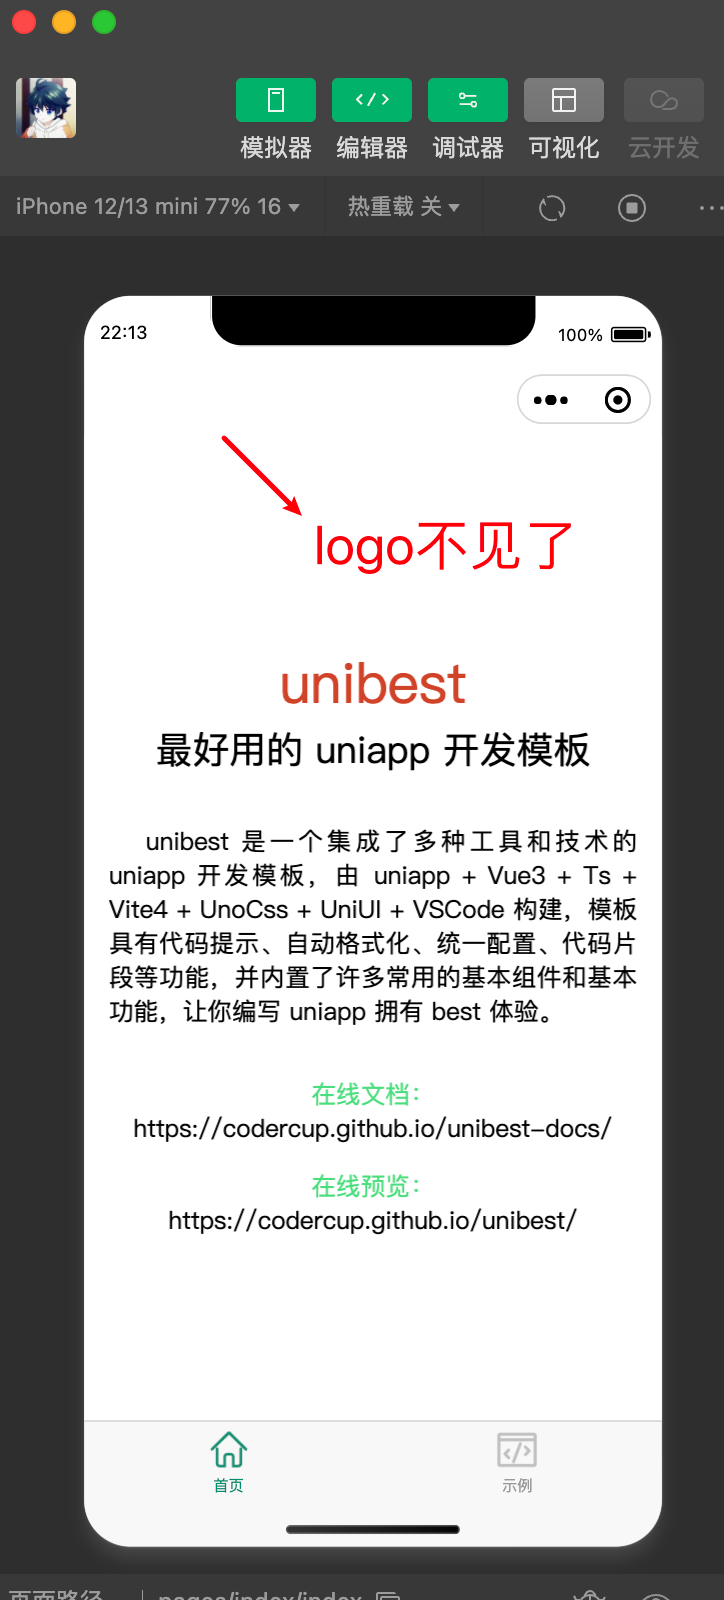 模拟器 编辑器 调试器 可视化 云开发
iPhone 12/13 mini 77% 16 热重载 关
22:13 100%
logo不见了
unibest
最好用的 uniapp 开发模板
unibest 是一个集成了多种工具和技术的
uniapp 开发模板，由 uniapp + Vue3 + Ts +
Vite4 + UnoCss + UniUI + VSCode 构建，模板
具有代码提示、自动格式化、统一配置、代码片
段等功能，并内置了许多常用的基本组件和基本
功能，让你编写 uniapp 拥有 best 体验。
在线文档：
https://codercup.github.io/unibest-docs/
在线预览：
https://codercup.github.io/unibest/
首页 示例
页面路径 pages/index/index